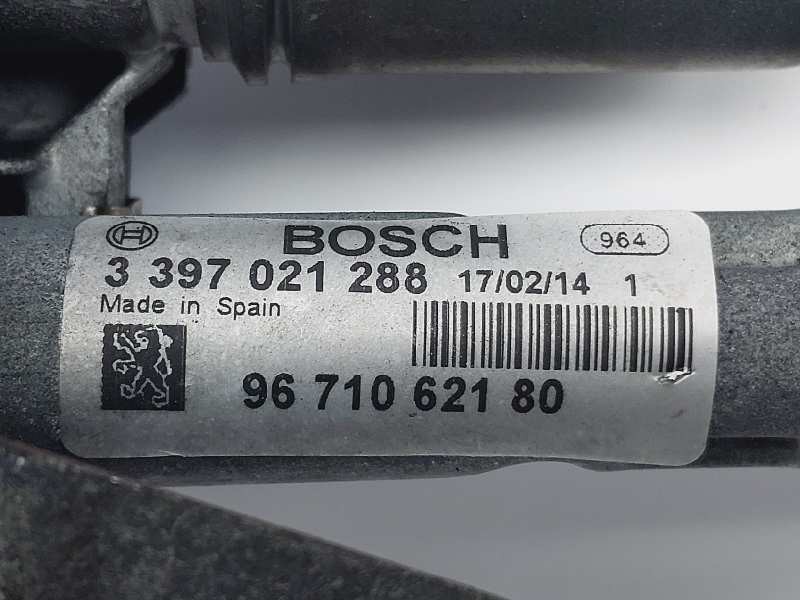 BOSCH 964
3 397 021 288 17/02/14 1
Made in Spain
96 710 621 80